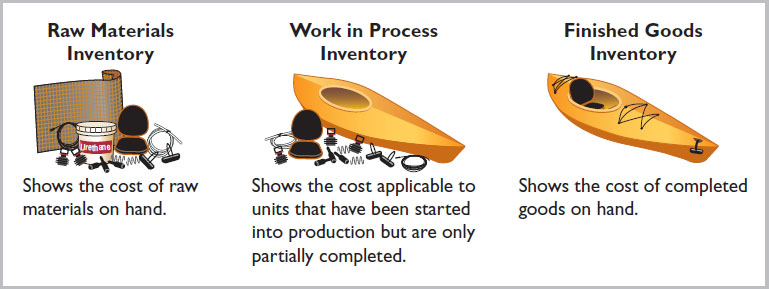 Raw Materials
Inventory
Urethane
Shows the cost of raw
materials on hand.
Work in Process
Inventory
Shows the cost applicable to
units that have been started
into production but are only
partially completed.
Finished Goods
Inventory
Shows the cost of completed
goods on hand.